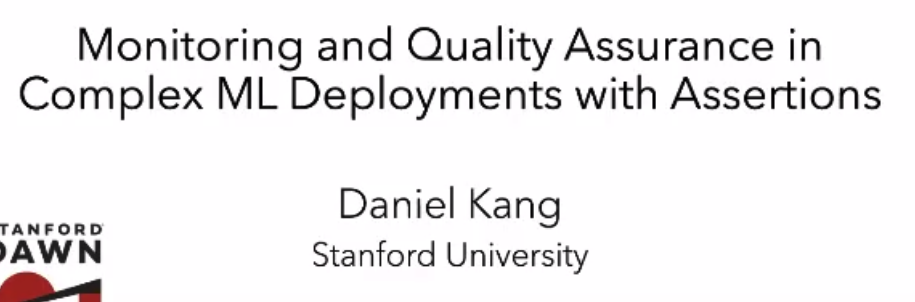 Monitoring and Quality Assurance in
Complex ML Deployments with Assertions
Daniel Kang
Stanford University
TANFORD
DAWN